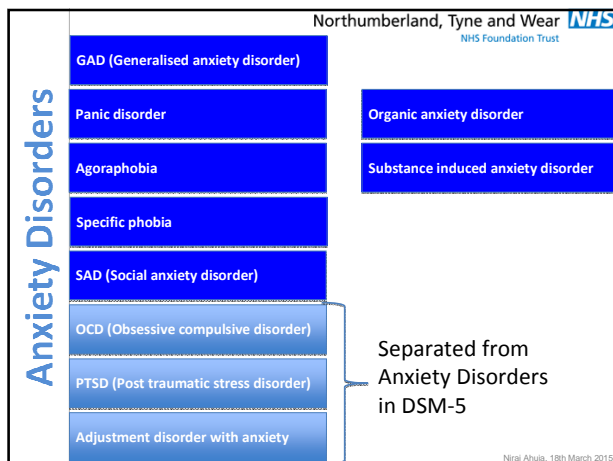 Northumberland, Tyne and Wear NHS
NHS Foundation Trust
Anxiety Disorders
GAD (Generalised anxiety disorder)
Panic disorder
Agoraphobia
Specific phobia
SAD (Social anxiety disorder)
OCD (Obsessive compulsive disorder)
PTSD (Post traumatic stress disorder)
Adjustment disorder with anxiety
Organic anxiety disorder
Substance induced anxiety disorder
Separated from
Anxiety Disorders
in DSM-5
Niraj Ahuja, 18th March 2015